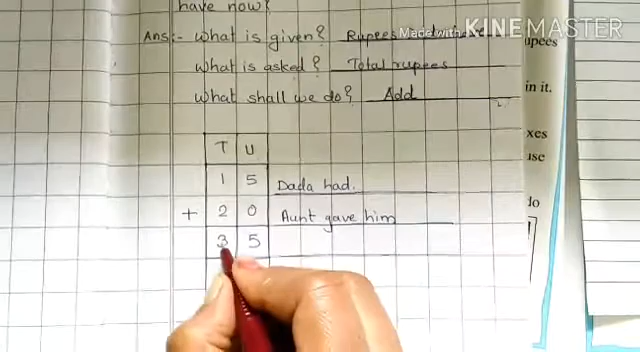 have now?
Ans:- What is given? Rupees
Made with KINEMASTER
What is asked? Total rupees
What shall we do? Add
T U
1 5 Dada had.
+ 2 0 Aunt gave him
3 5
upees
in it.
xes
use
do